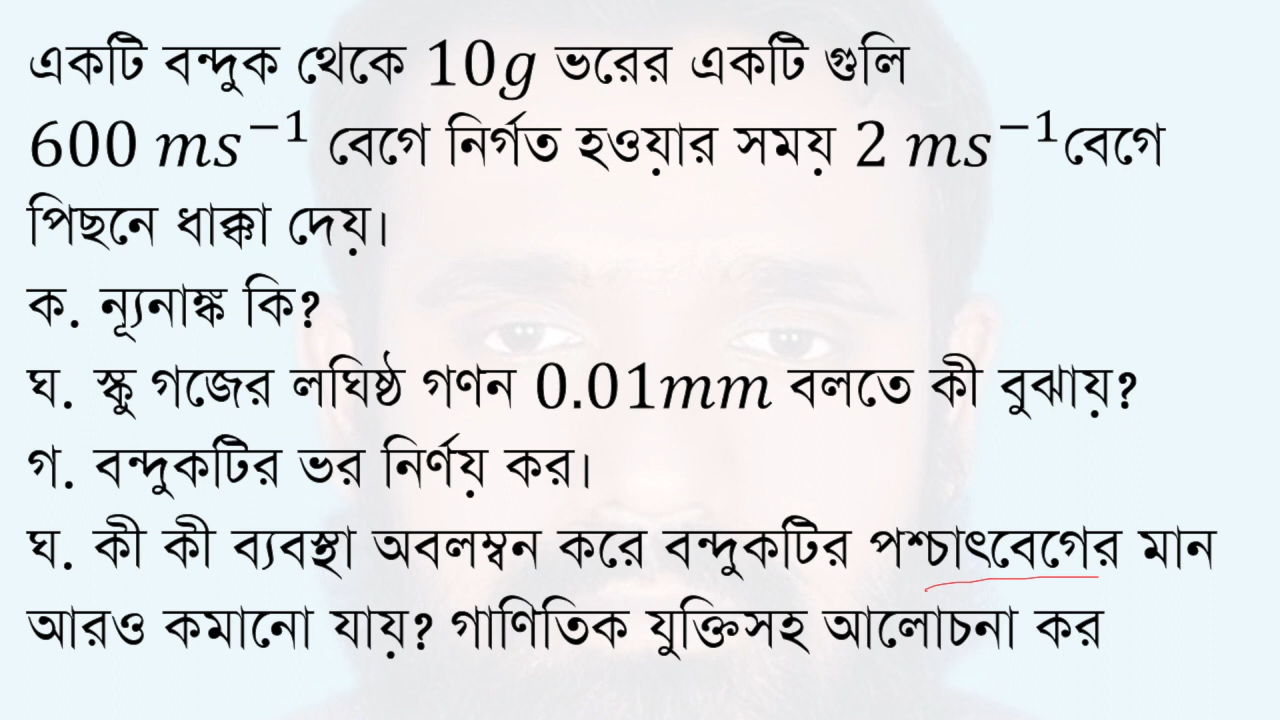 একটি বন্দুক থেকে 10g ভরের একটি গুলি
600 ms⁻¹ বেগে নির্গত হওয়ার সময় 2 ms⁻¹বেগে
পিছনে ধাক্কা দেয়।
ক. ন্যূনাঙ্ক কি?
ঘ. স্কু গজের লঘিষ্ঠ গণন 0.01mm বলতে কী বুঝায়?
গ. বন্দুকটির ভর নির্ণয় কর।
ঘ. কী কী ব্যবস্থা অবলম্বন করে বন্দুকটির পশ্চাৎবেগের মান
আরও কমানো যায়? গাণিতিক যুক্তিসহ আলোচনা কর